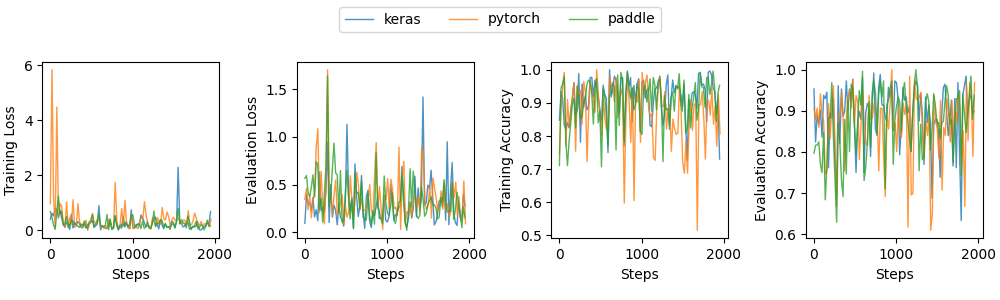 keras pytorch paddle
Training Loss
6
4
2
0
0 1000 2000
Steps
Evaluation Loss
1.5
1.0
0.5
0.0
0 1000 2000
Steps
Training Accuracy
1.0
0.9
0.8
0.7
0.6
0.5
0 1000 2000
Steps
Evaluation Accuracy
1.0
0.9
0.8
0.7
0.6
0 1000 2000
Steps